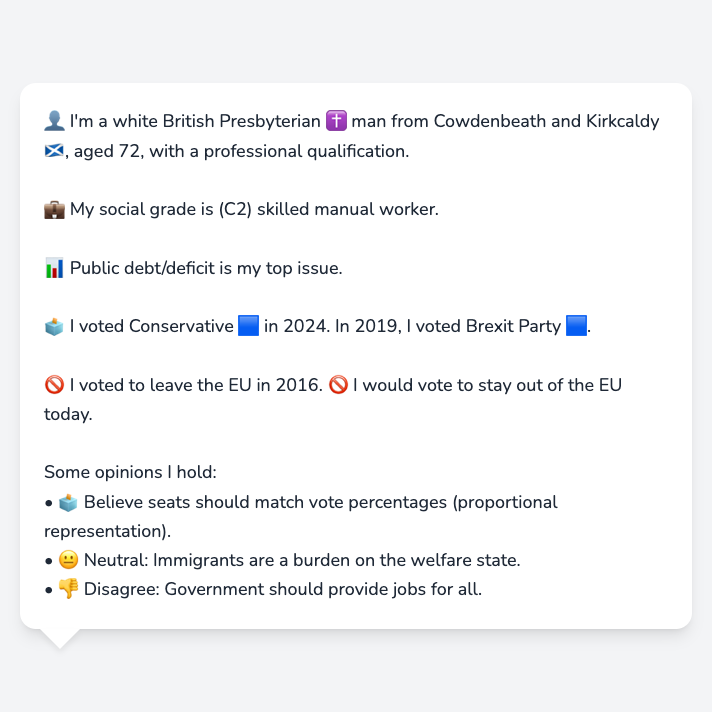 👤 I'm a white British Presbyterian ✝️ man from Cowdenbeath and Kirkcaldy
🏴󠁧󠁢󠁳󠁣󠁴󠁿, aged 72, with a professional qualification.
💼 My social grade is (C2) skilled manual worker.
📊 Public debt/deficit is my top issue.
🗳️ I voted Conservative 🟦 in 2024. In 2019, I voted Brexit Party 🟦.
🚫 I voted to leave the EU in 2016. 🚫 I would vote to stay out of the EU
today.
Some opinions I hold:
• 🗳️ Believe seats should match vote percentages (proportional
representation).
• 😐 Neutral: Immigrants are a burden on the welfare state.
• 👎 Disagree: Government should provide jobs for all.